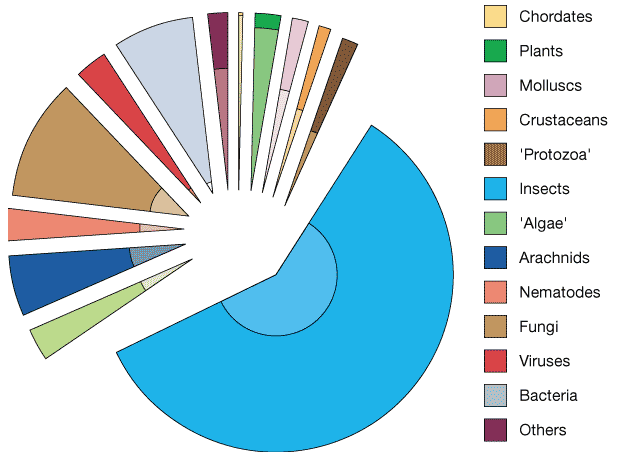 Chordates
Plants
Molluscs
Crustaceans
'Protozoa'
Insects
'Algae'
Arachnids
Nematodes
Fungi
Viruses
Bacteria
Others